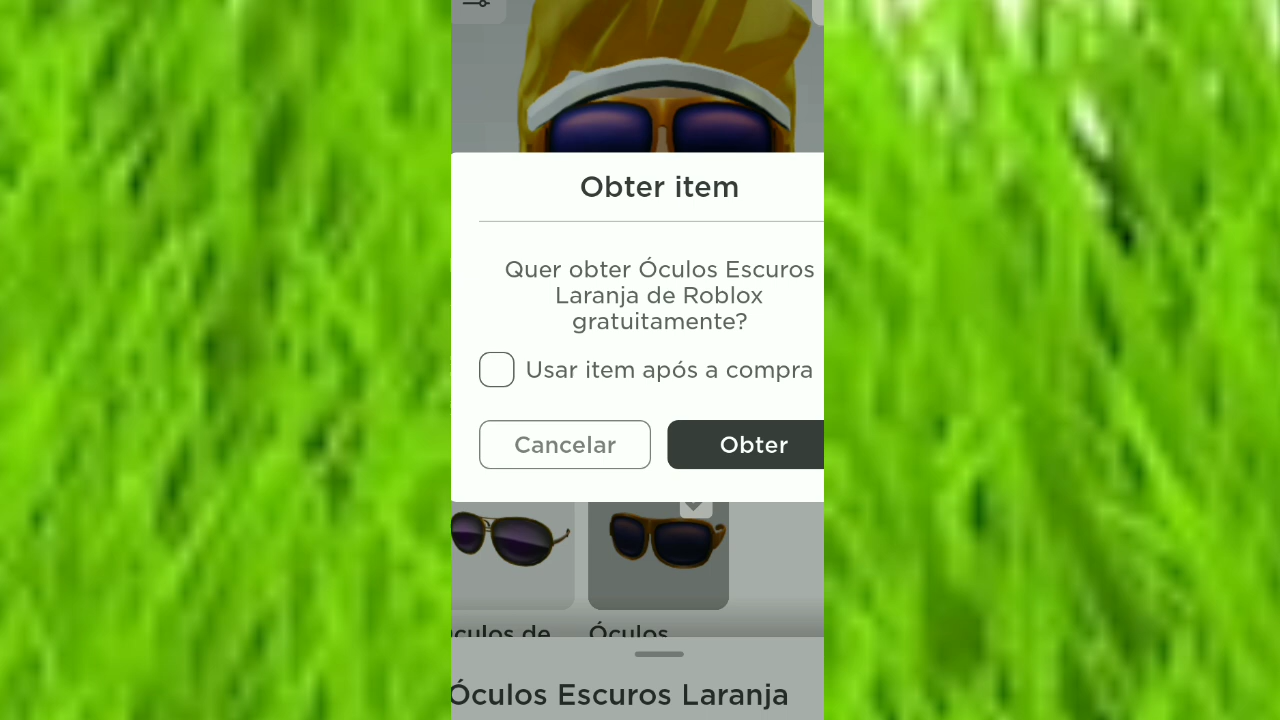 Obter item
Quer obter Óculos Escuros
Laranja de Roblox
gratuitamente?
Usar item após a compra
Cancelar
Obter
culos de
Óculos
Óculos Escuros Laranja